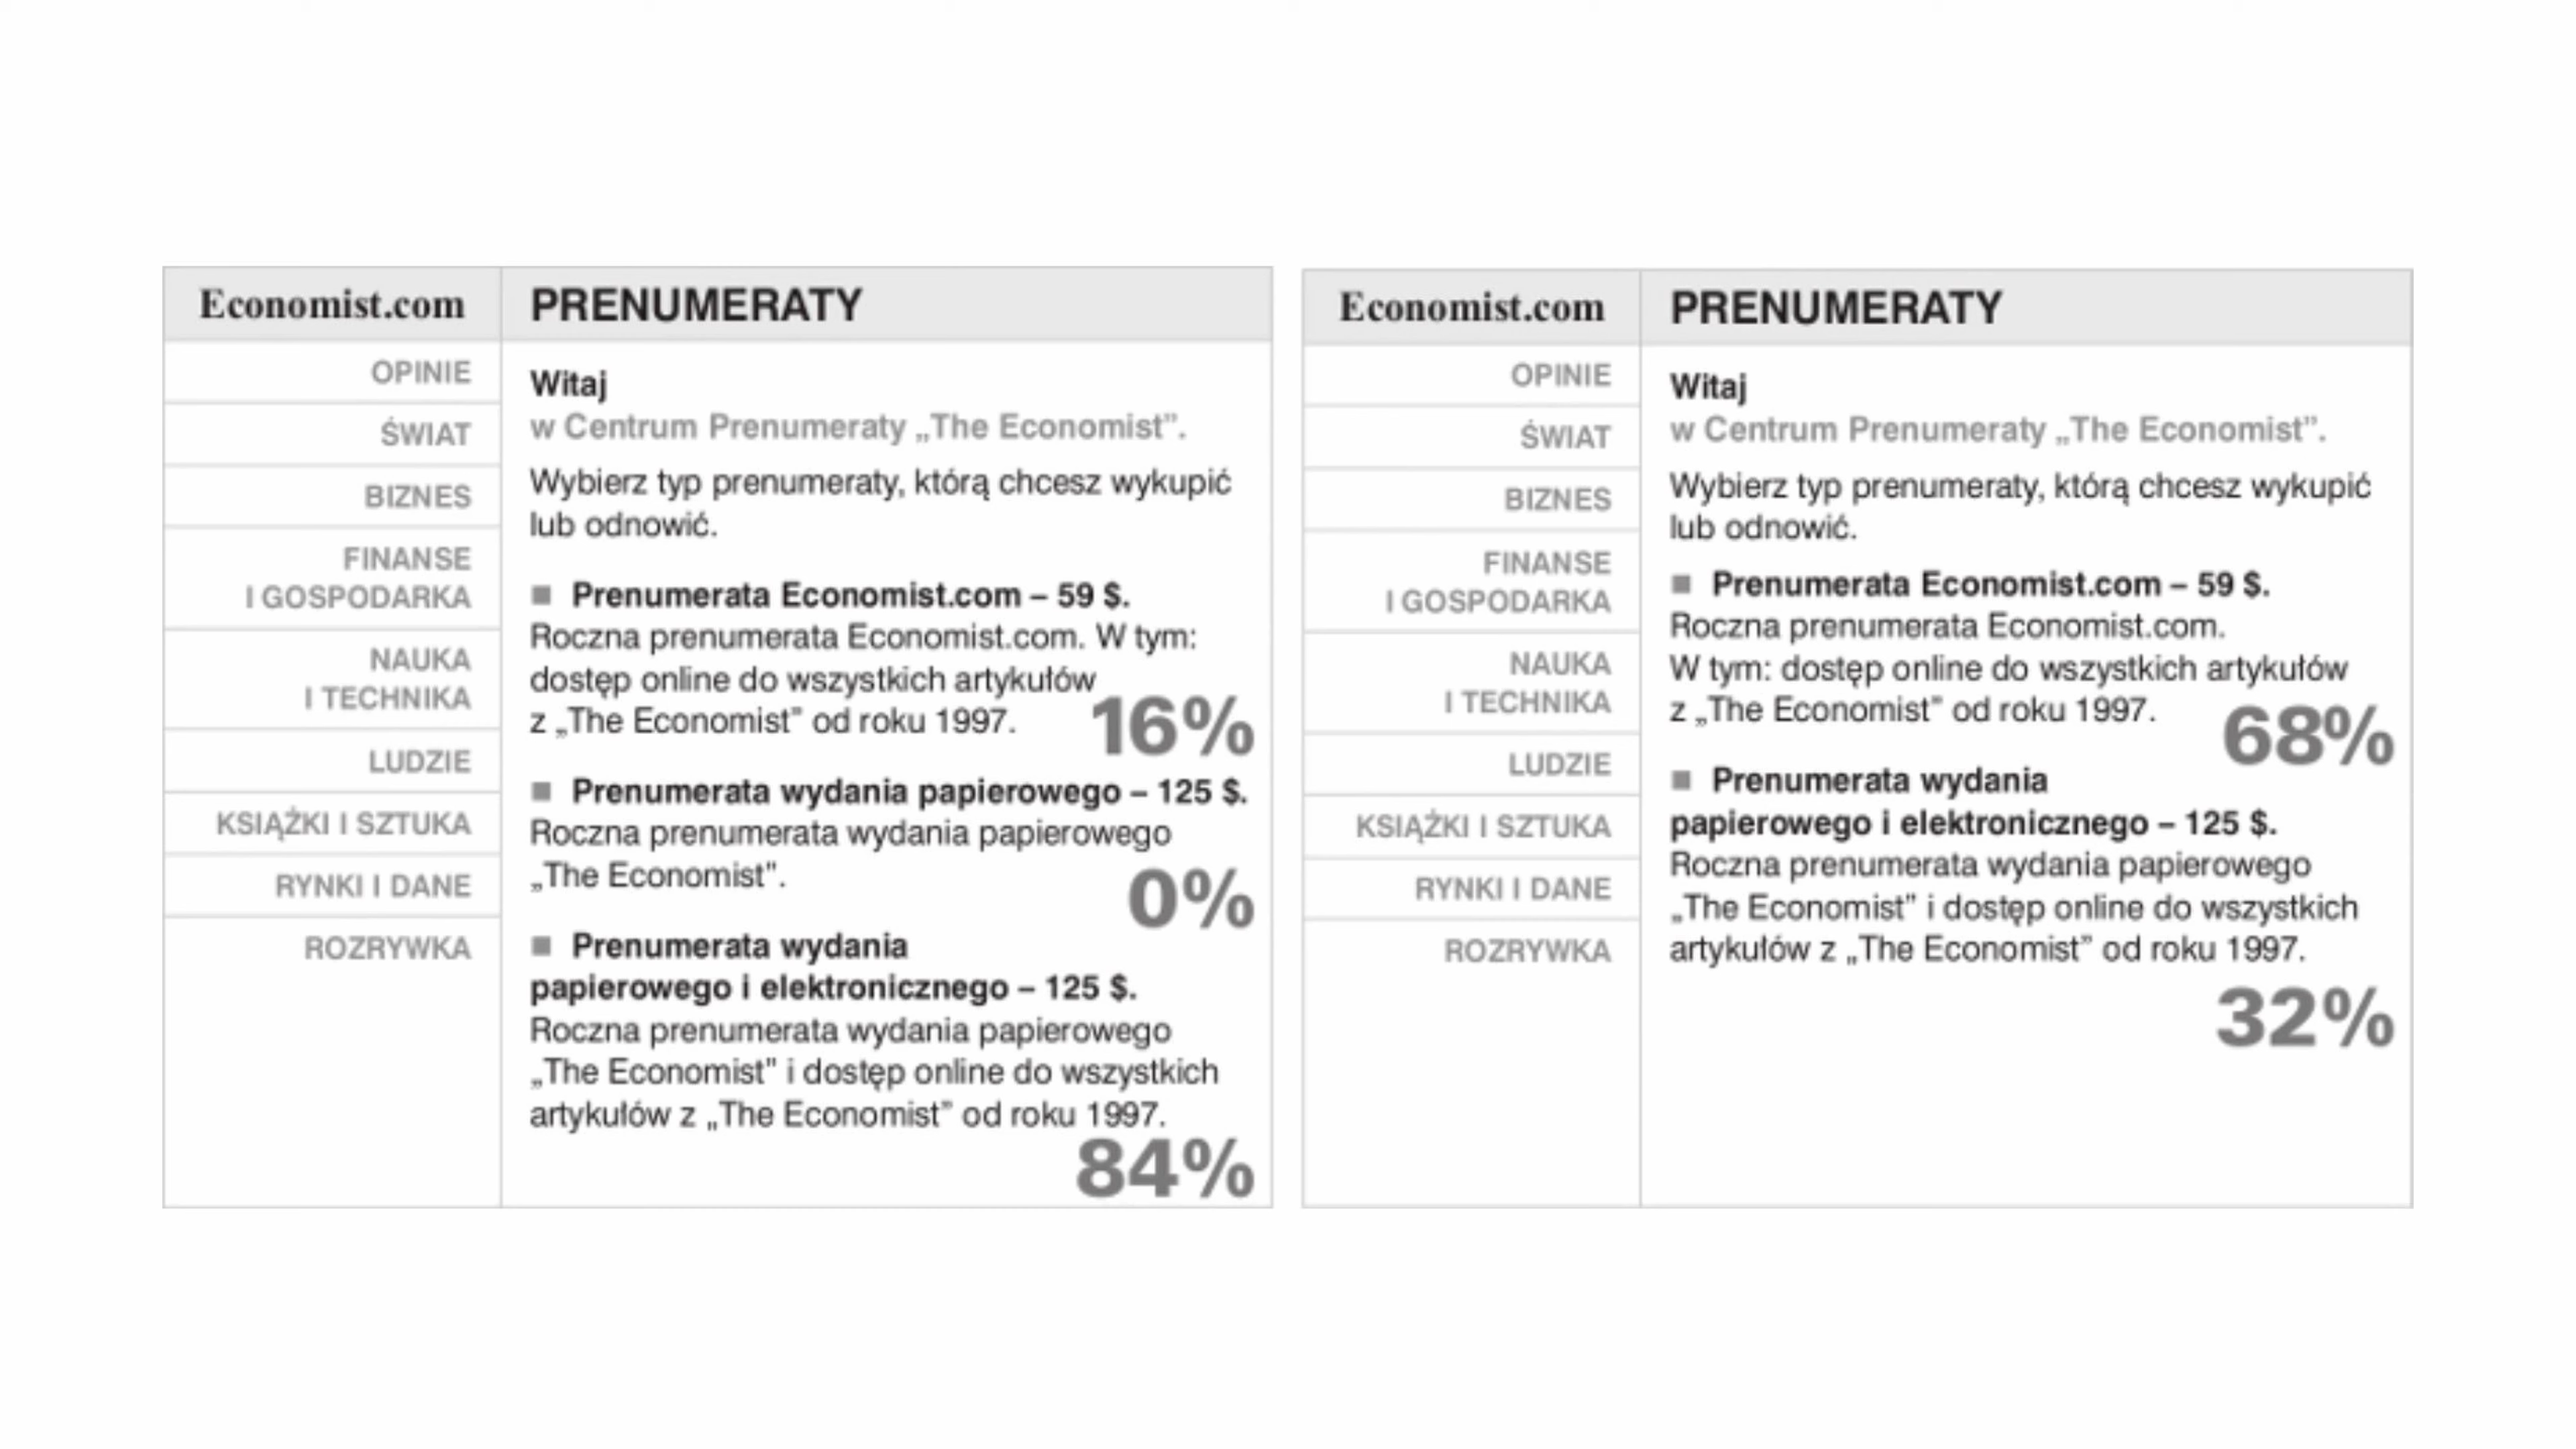 Economist.com
PRENUMERATY
OPINIE
ŚWIAT
BIZNES
FINANSE
I GOSPODARKA
NAUKA
I TECHNIKA
LUDZIE
KSIĄŻKI I SZTUKA
RYNKI I DANE
ROZRYWKA
Witaj
w Centrum Prenumeraty „The Economist”.
Wybierz typ prenumeraty, którą chcesz wykupić
lub odnowić.
■ Prenumerata Economist.com – 59 $.
Roczna prenumerata Economist.com. W tym:
dostęp online do wszystkich artykułów
z „The Economist” od roku 1997.
16%
■ Prenumerata wydania papierowego – 125 $.
Roczna prenumerata wydania papierowego
„The Economist”.
0%
■ Prenumerata wydania
papierowego i elektronicznego – 125 $.
Roczna prenumerata wydania papierowego
„The Economist” i dostęp online do wszystkich
artykułów z „The Economist” od roku 1997.
84%
Economist.com
PRENUMERATY
OPINIE
ŚWIAT
BIZNES
FINANSE
I GOSPODARKA
NAUKA
I TECHNIKA
LUDZIE
KSIĄŻKI I SZTUKA
RYNKI I DANE
ROZRYWKA
Witaj
w Centrum Prenumeraty „The Economist”.
Wybierz typ prenumeraty, którą chcesz wykupić
lub odnowić.
■ Prenumerata Economist.com – 59 $.
Roczna prenumerata Economist.com.
W tym: dostęp online do wszystkich artykułów
z „The Economist” od roku 1997.
68%
■ Prenumerata wydania
papierowego i elektronicznego – 125 $.
Roczna prenumerata wydania papierowego
„The Economist” i dostęp online do wszystkich
artykułów z „The Economist” od roku 1997.
32%